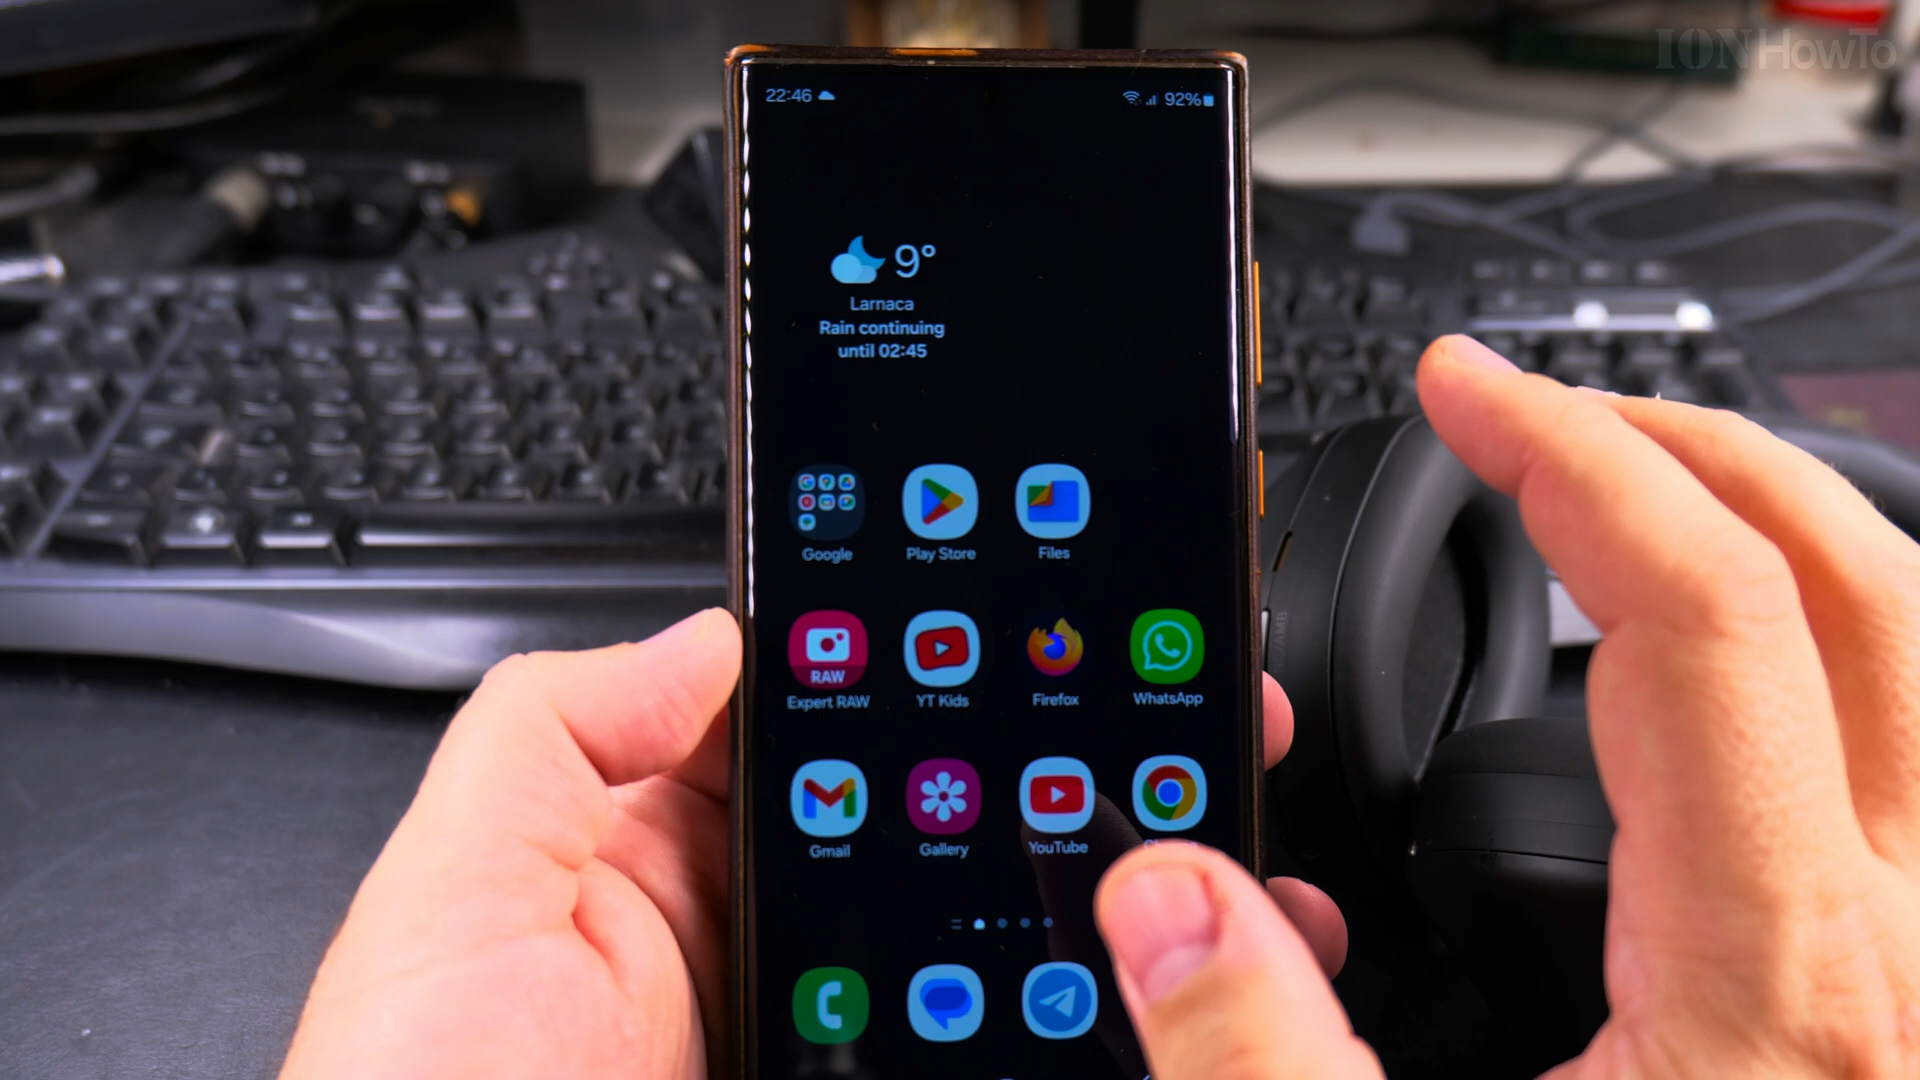 IONHowTo
22:46 92%
9°
Larnaca
Rain continuing
until 02:45
Google Play Store Files
RAW
Expert RAW YT Kids Firefox WhatsApp
Gmail Gallery YouTube